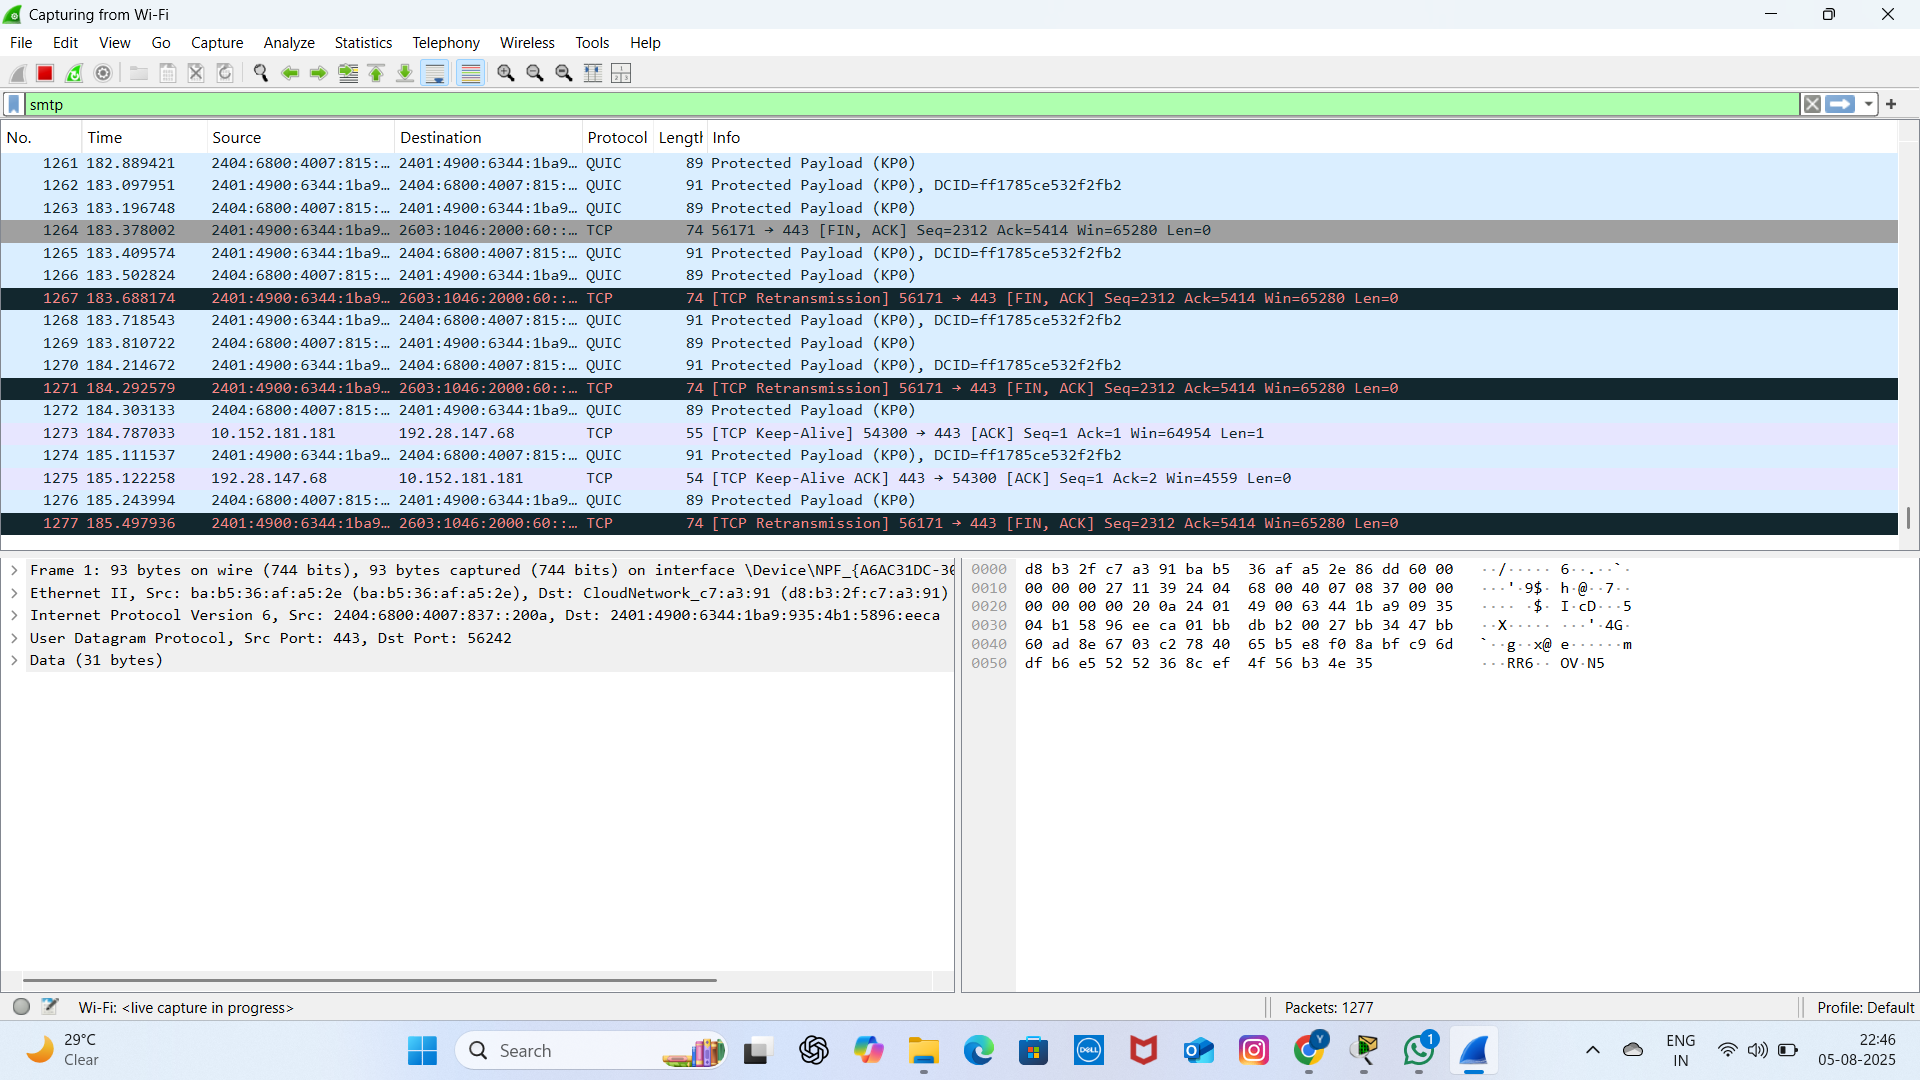 Capturing from Wi-Fi
File Edit View Go Capture Analyze Statistics Telephony Wireless Tools Help
smtp
No. Time Source Destination Protocol Length Info
1261 182.889421 2404:6800:4007:815:… 2401:4900:6344:1ba9… QUIC 89 Protected Payload (KP0)
1262 183.097951 2401:4900:6344:1ba9… 2404:6800:4007:815:… QUIC 91 Protected Payload (KP0), DCID=ff1785ce532f2fb2
1263 183.196748 2404:6800:4007:815:… 2401:4900:6344:1ba9… QUIC 89 Protected Payload (KP0)
1264 183.378002 2401:4900:6344:1ba9… 2603:1046:2000:60::… TCP 74 56171 → 443 [FIN, ACK] Seq=2312 Ack=5414 Win=65280 Len=0
1265 183.409574 2401:4900:6344:1ba9… 2404:6800:4007:815:… QUIC 91 Protected Payload (KP0), DCID=ff1785ce532f2fb2
1266 183.502824 2404:6800:4007:815:… 2401:4900:6344:1ba9… QUIC 89 Protected Payload (KP0)
1267 183.688174 2401:4900:6344:1ba9… 2603:1046:2000:60::… TCP 74 [TCP Retransmission] 56171 → 443 [FIN, ACK] Seq=2312 Ack=5414 Win=65280 Len=0
1268 183.718543 2401:4900:6344:1ba9… 2404:6800:4007:815:… QUIC 91 Protected Payload (KP0), DCID=ff1785ce532f2fb2
1269 183.810722 2404:6800:4007:815:… 2401:4900:6344:1ba9… QUIC 89 Protected Payload (KP0)
1270 184.214672 2401:4900:6344:1ba9… 2404:6800:4007:815:… QUIC 91 Protected Payload (KP0), DCID=ff1785ce532f2fb2
1271 184.292579 2401:4900:6344:1ba9… 2603:1046:2000:60::… TCP 74 [TCP Retransmission] 56171 → 443 [FIN, ACK] Seq=2312 Ack=5414 Win=65280 Len=0
1272 184.303133 2404:6800:4007:815:… 2401:4900:6344:1ba9… QUIC 89 Protected Payload (KP0)
1273 184.787033 10.152.181.181 192.28.147.68 TCP 55 [TCP Keep-Alive] 54300 → 443 [ACK] Seq=1 Ack=1 Win=64954 Len=1
1274 185.111537 2401:4900:6344:1ba9… 2404:6800:4007:815:… QUIC 91 Protected Payload (KP0), DCID=ff1785ce532f2fb2
1275 185.122258 192.28.147.68 10.152.181.181 TCP 54 [TCP Keep-Alive ACK] 443 → 54300 [ACK] Seq=1 Ack=2 Win=4559 Len=0
1276 185.243994 2404:6800:4007:815:… 2401:4900:6344:1ba9… QUIC 89 Protected Payload (KP0)
1277 185.497936 2401:4900:6344:1ba9… 2603:1046:2000:60::… TCP 74 [TCP Retransmission] 56171 → 443 [FIN, ACK] Seq=2312 Ack=5414 Win=65280 Len=0
Frame 1: 93 bytes on wire (744 bits), 93 bytes captured (744 bits) on interface \Device\NPF_{A6AC31DC-30
Ethernet II, Src: ba:b5:36:af:a5:2e (ba:b5:36:af:a5:2e), Dst: CloudNetwork_c7:a3:91 (d8:b3:2f:c7:a3:91)
Internet Protocol Version 6, Src: 2404:6800:4007:837::200a, Dst: 2401:4900:6344:1ba9:935:4b1:5896:eeca
User Datagram Protocol, Src Port: 443, Dst Port: 56242
Data (31 bytes)
0000 d8 b3 2f c7 a3 91 ba b5 36 af a5 2e 86 dd 60 00 ··/····· 6··.··`·
0010 00 00 00 27 11 39 24 04 68 00 40 07 08 37 00 00 ···'·9$· h·@··7··
0020 00 00 00 00 20 0a 24 01 49 00 63 44 1b a9 09 35 ···· ·$· I·cD···5
0030 04 b1 58 96 ee ca 01 bb db b2 00 27 bb 34 47 bb ··X····· ···'·4G·
0040 60 ad 8e 67 03 c2 78 40 65 b5 e8 f0 8a bf c9 6d `··g··x@ e······m
0050 df b6 e5 52 52 36 8c ef 4f 56 b3 4e 35 ···RR6·· OV·N5
Wi-Fi: <live capture in progress>
Packets: 1277
Profile: Default
29°C
Clear
Search
DELL
Y
1
ENG
IN
22:46
05-08-2025